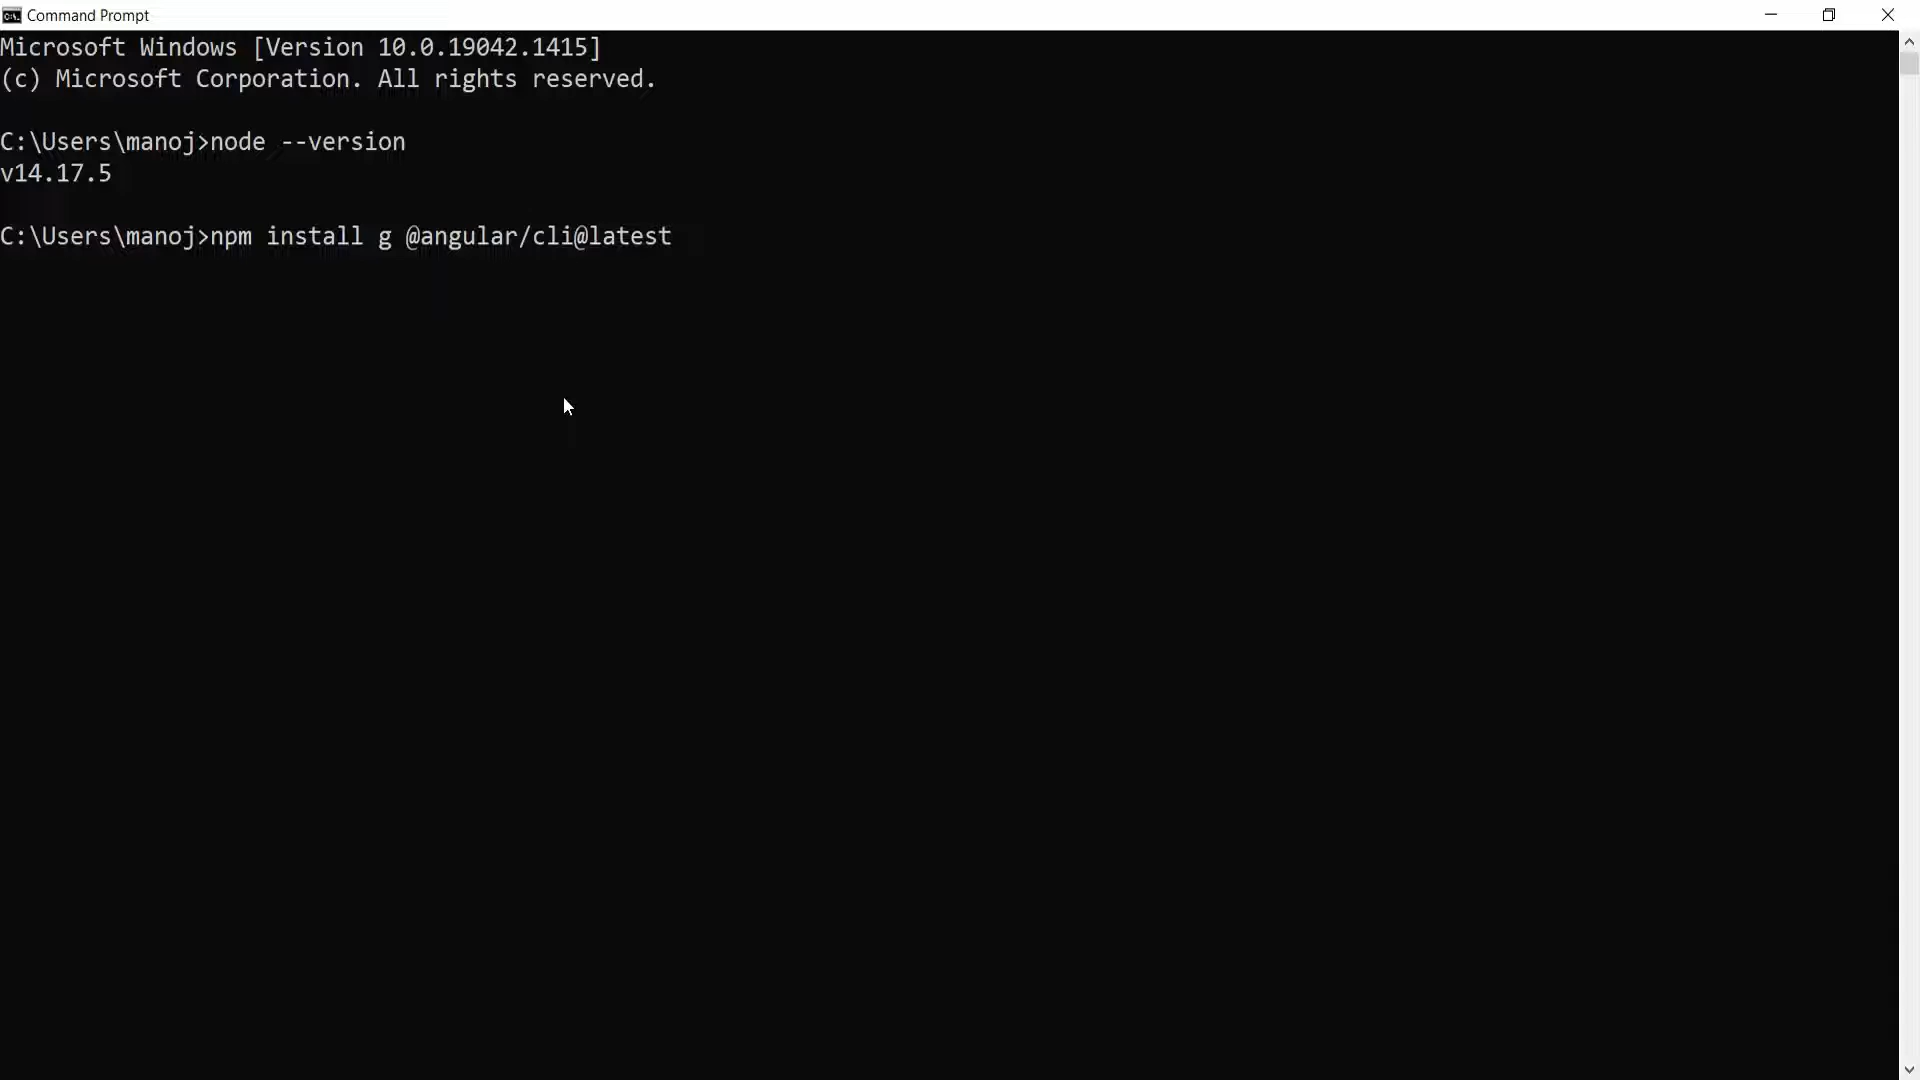 Command Prompt
Microsoft Windows [Version 10.0.19042.1415]
(c) Microsoft Corporation. All rights reserved.
C:\Users\manoj>node --version
v14.17.5
C:\Users\manoj>npm install g @angular/cli@latest